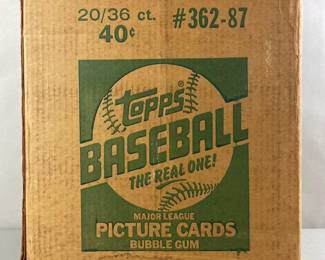 20/36 ct. #362-87
40¢
topps
BASEBALL
THE REAL ONE!
MAJOR LEAGUE
PICTURE CARDS
BUBBLE GUM